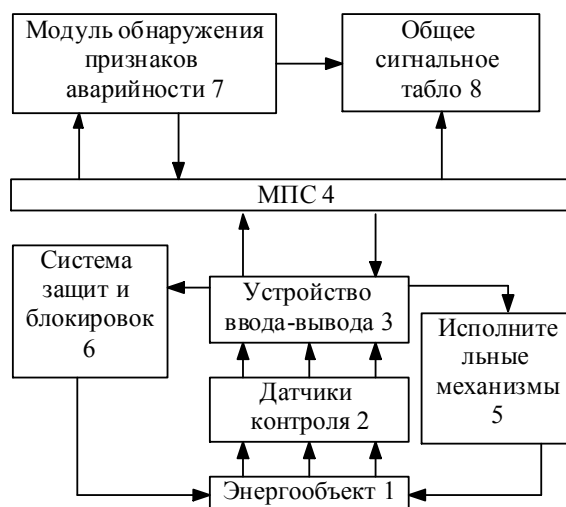 Модуль обнаружения
признаков
аварийности 7
Общее
сигнальное
табло 8
МПС 4
Система
защит и
блокировок
6
Устройство
ввода-вывода 3
Исполните
льные
механизмы
5
Датчики
контроля 2
Энергообъект 1